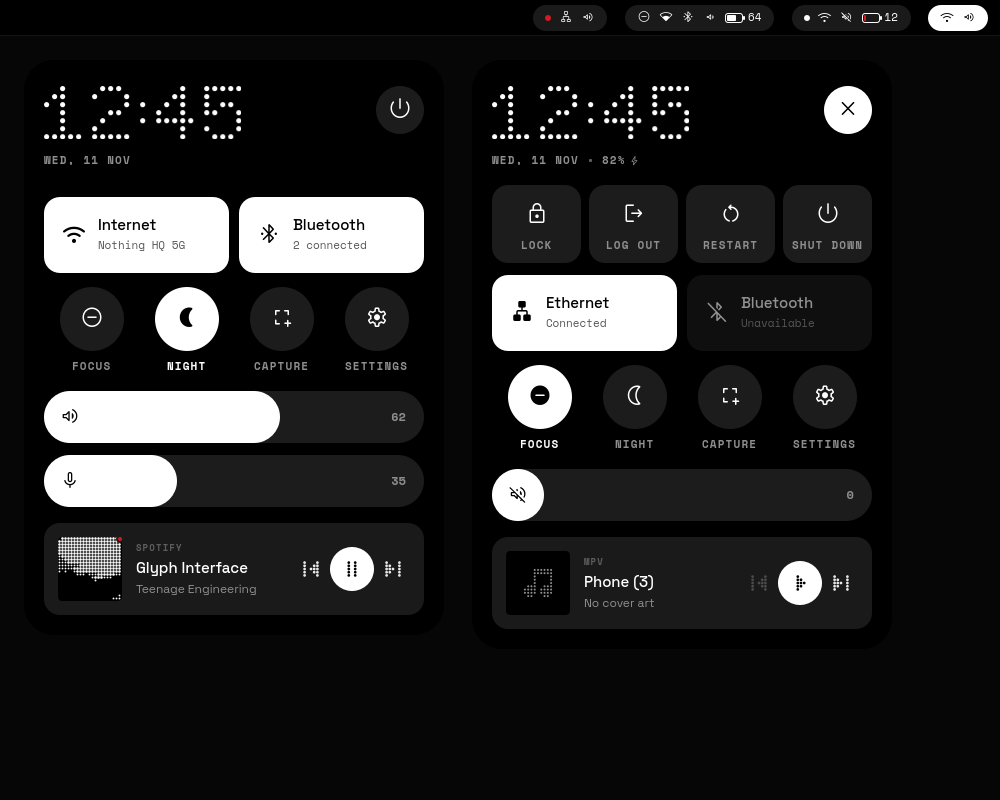 64
12
12:45
WED, 11 NOV
Internet
Nothing HQ 5G
Bluetooth
2 connected
FOCUS
NIGHT
CAPTURE
SETTINGS
62
35
SPOTIFY
Glyph Interface
Teenage Engineering
12:45
WED, 11 NOV • 82%
LOCK
LOG OUT
RESTART
SHUT DOWN
Ethernet
Connected
Bluetooth
Unavailable
FOCUS
NIGHT
CAPTURE
SETTINGS
0
MPV
Phone (3)
No cover art